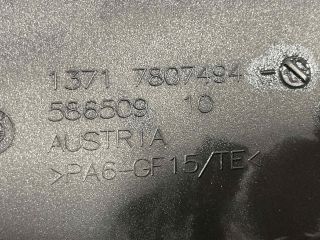 1371 7807494-
586509 10
AUSTRIA
>PA6-GF15/TE<